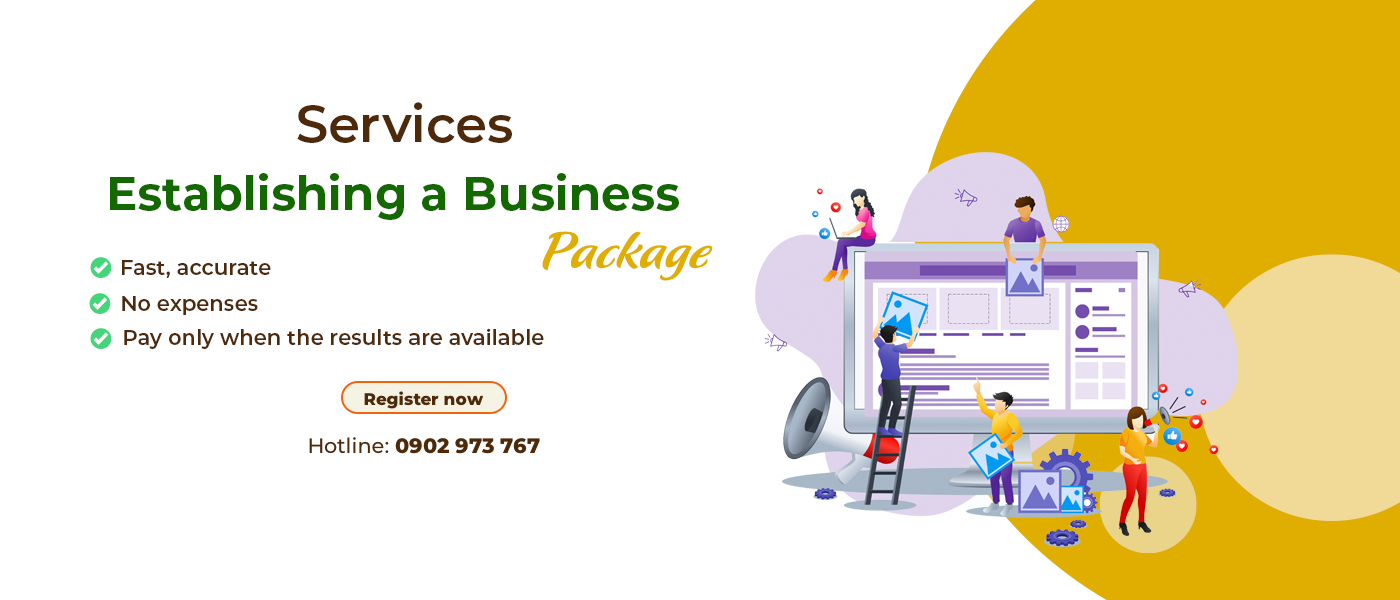 Services
Establishing a Business
Package
Fast, accurate
No expenses
Pay only when the results are available
Register now
Hotline: 0902 973 767